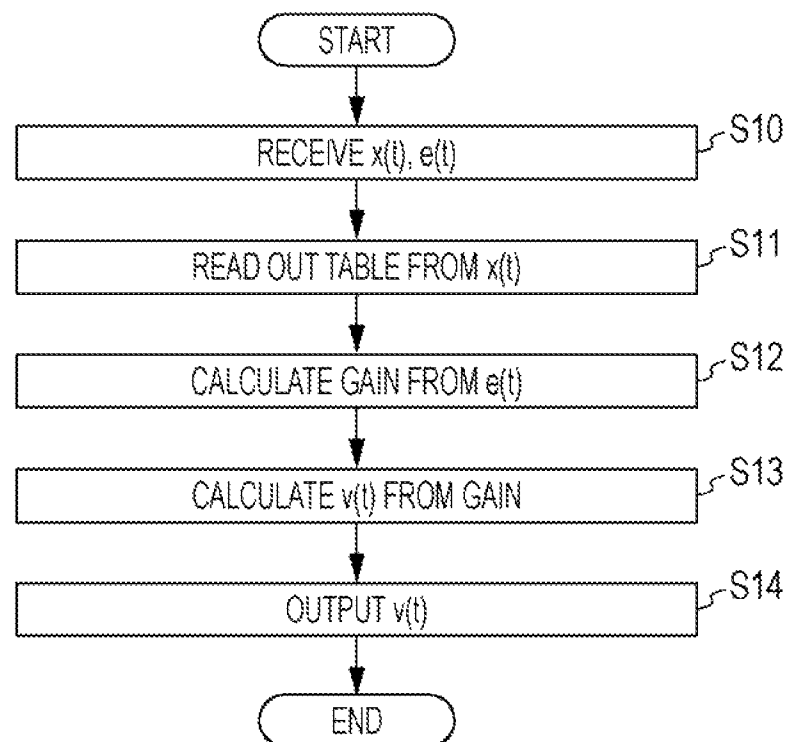 START
RECEIVE x(t), e(t)
S10
READ OUT TABLE FROM x(t)
S11
CALCULATE GAIN FROM e(t)
S12
CALCULATE v(t) FROM GAIN
S13
OUTPUT v(t)
S14
END